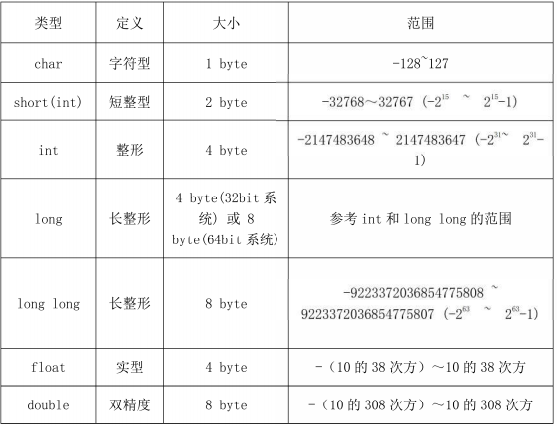 类型 定义 大小 范围
char 字符型 1 byte -128~127
short(int) 短整型 2 byte -32768～32767 (-2^15 ~ 2^15-1)
int 整形 4 byte -2147483648 ~ 2147483647 (-2^31~ 2^31-
1)
long 长整形 4 byte(32bit 系
统) 或 8
byte(64bit 系统) 参考 int 和 long long 的范围
long long 长整形 8 byte -9223372036854775808 ~
9223372036854775807 (-2^63 ~ 2^63-1)
float 实型 4 byte -（10 的 38 次方）～10 的 38 次方
double 双精度 8 byte -（10 的 308 次方）～10 的 308 次方